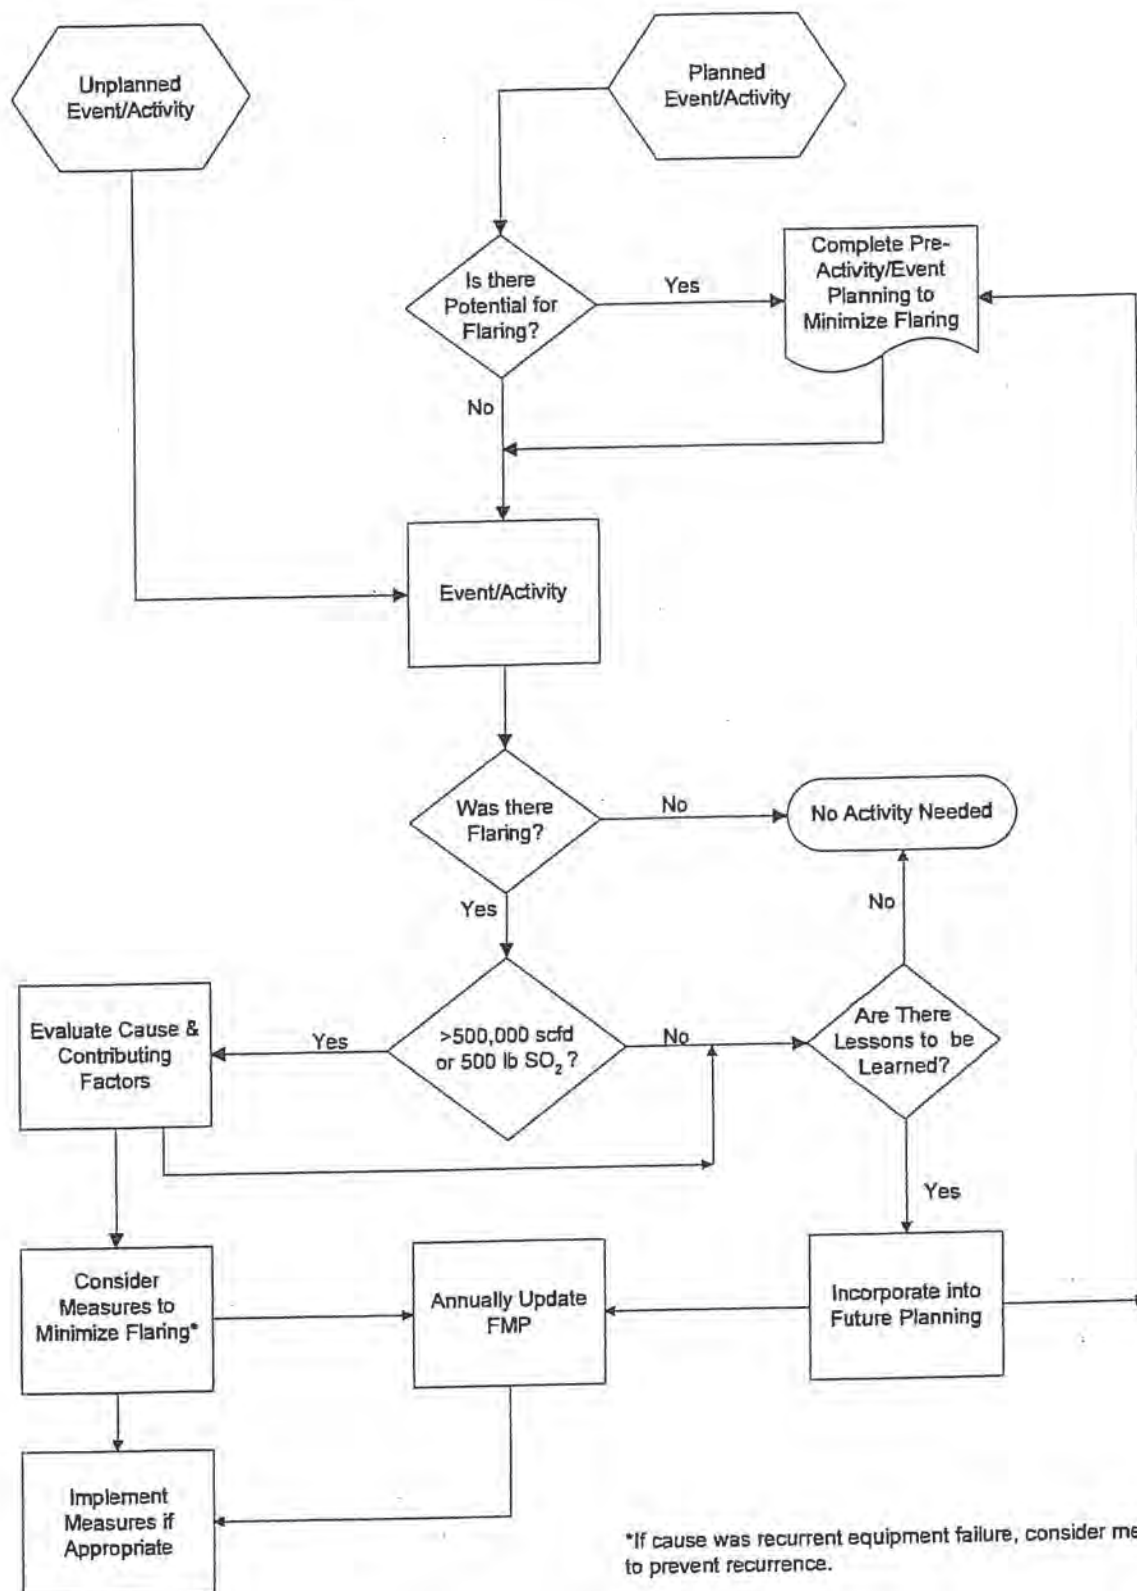 Unplanned
Event/Activity
Planned
Event/Activity
Is there
Potential for
Flaring?
Yes
Complete Pre-
Activity/Event
Planning to
Minimize Flaring
No
Event/Activity
Was there
Flaring?
No
No Activity Needed
Yes
No
Evaluate Cause &
Contributing
Factors
Yes
>500,000 scfd
or 500 lb SO₂ ?
No
Are There
Lessons to be
Learned?
Yes
Consider
Measures to
Minimize Flaring*
Annually Update
FMP
Incorporate into
Future Planning
Implement
Measures if
Appropriate
*If cause was recurrent equipment failure, consider me
to prevent recurrence.